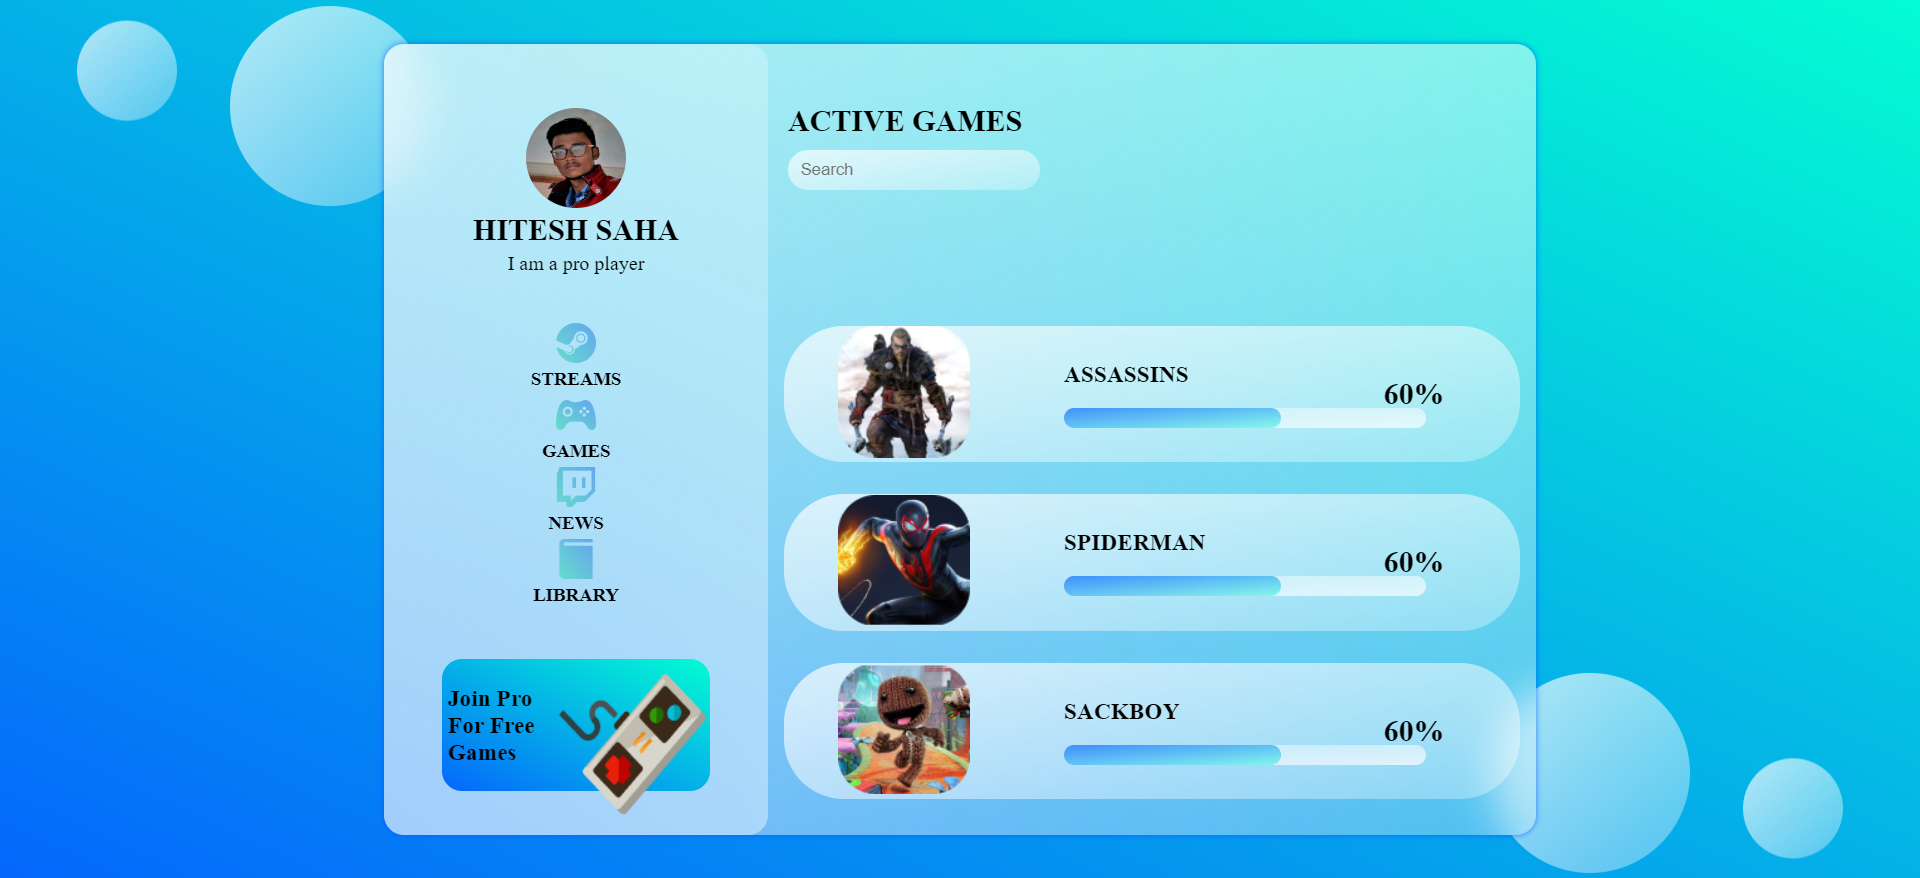 HITESH SAHA
I am a pro player
STREAMS
GAMES
NEWS
LIBRARY
Join Pro
For Free
Games
ACTIVE GAMES
Search
ASSASSINS
60%
SPIDERMAN
60%
SACKBOY
60%